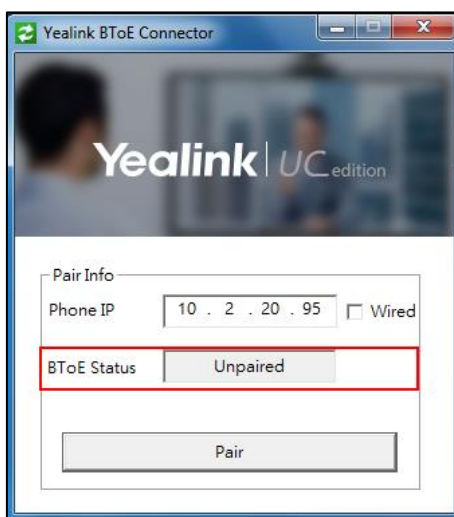 Yealink BToE Connector
Yealink | UC edition
Pair Info
Phone IP 10 . 2 . 20 . 95 Wired
BToE Status Unpaired
Pair